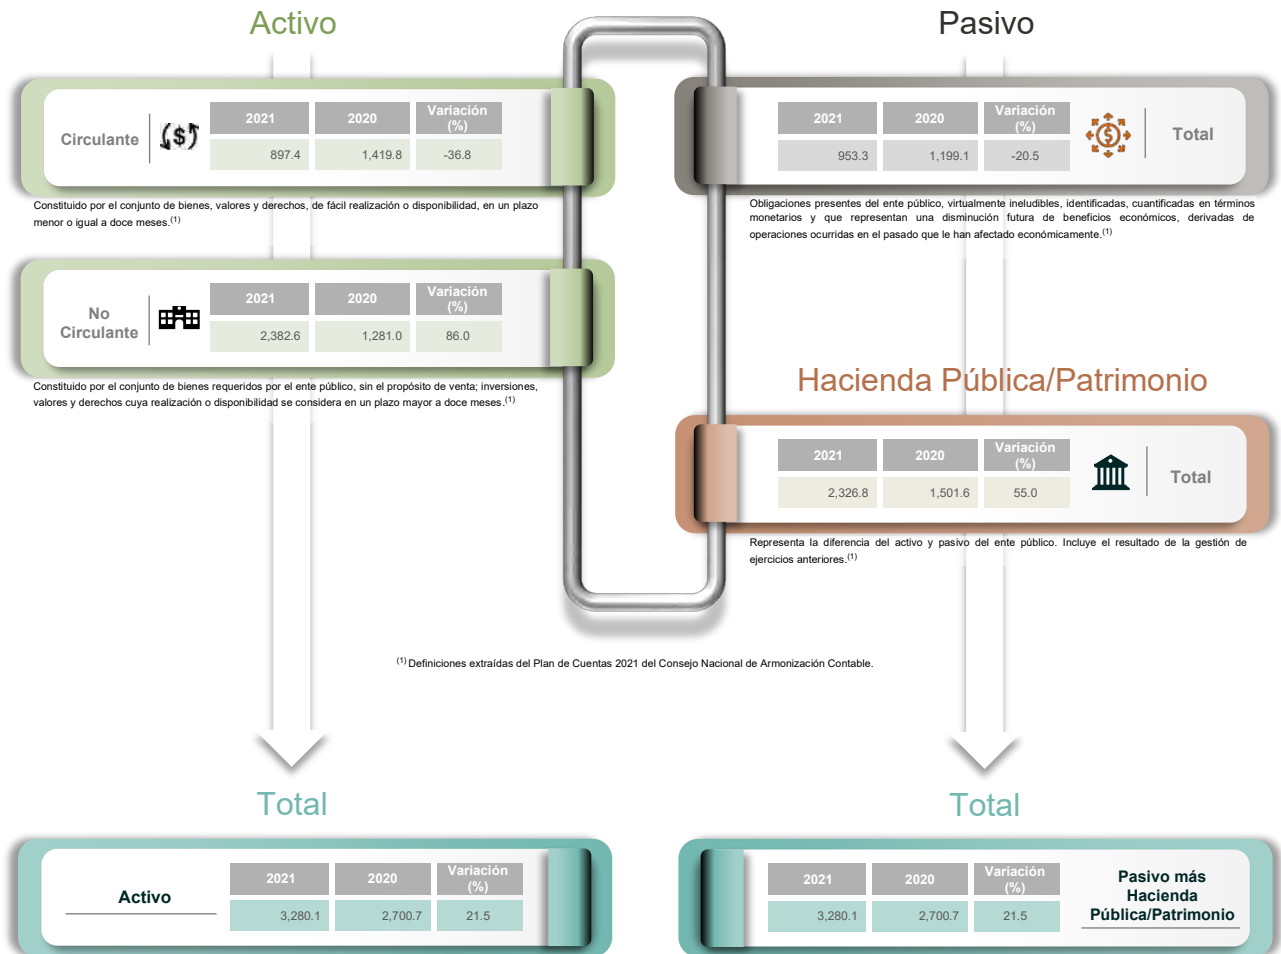 Activo
Circulante
2021 2020 Variación (%)
897.4 1,419.8 -36.8
Constituido por el conjunto de bienes, valores y derechos, de fácil realización o disponibilidad, en un plazo
menor o igual a doce meses.(1)
No
Circulante
2021 2020 Variación (%)
2,382.6 1,281.0 86.0
Constituido por el conjunto de bienes requeridos por el ente público, sin el propósito de venta; inversiones,
valores y derechos cuya realización o disponibilidad se considera en un plazo mayor a doce meses.(1)
Pasivo
2021 2020 Variación (%)
953.3 1,199.1 -20.5
Total
Obligaciones presentes del ente público, virtualmente ineludibles, identificadas, cuantificadas en términos
monetarios y que representan una disminución futura de beneficios económicos, derivadas de
operaciones ocurridas en el pasado que le han afectado económicamente.(1)
Hacienda Pública/Patrimonio
2021 2020 Variación (%)
2,326.8 1,501.6 55.0
Total
Representa la diferencia del activo y pasivo del ente público. Incluye el resultado de la gestión de
ejercicios anteriores.(1)
(1) Definiciones extraídas del Plan de Cuentas 2021 del Consejo Nacional de Armonización Contable.
Total
Activo
2021 2020 Variación (%)
3,280.1 2,700.7 21.5
Total
2021 2020 Variación (%)
3,280.1 2,700.7 21.5
Pasivo más
Hacienda
Pública/Patrimonio